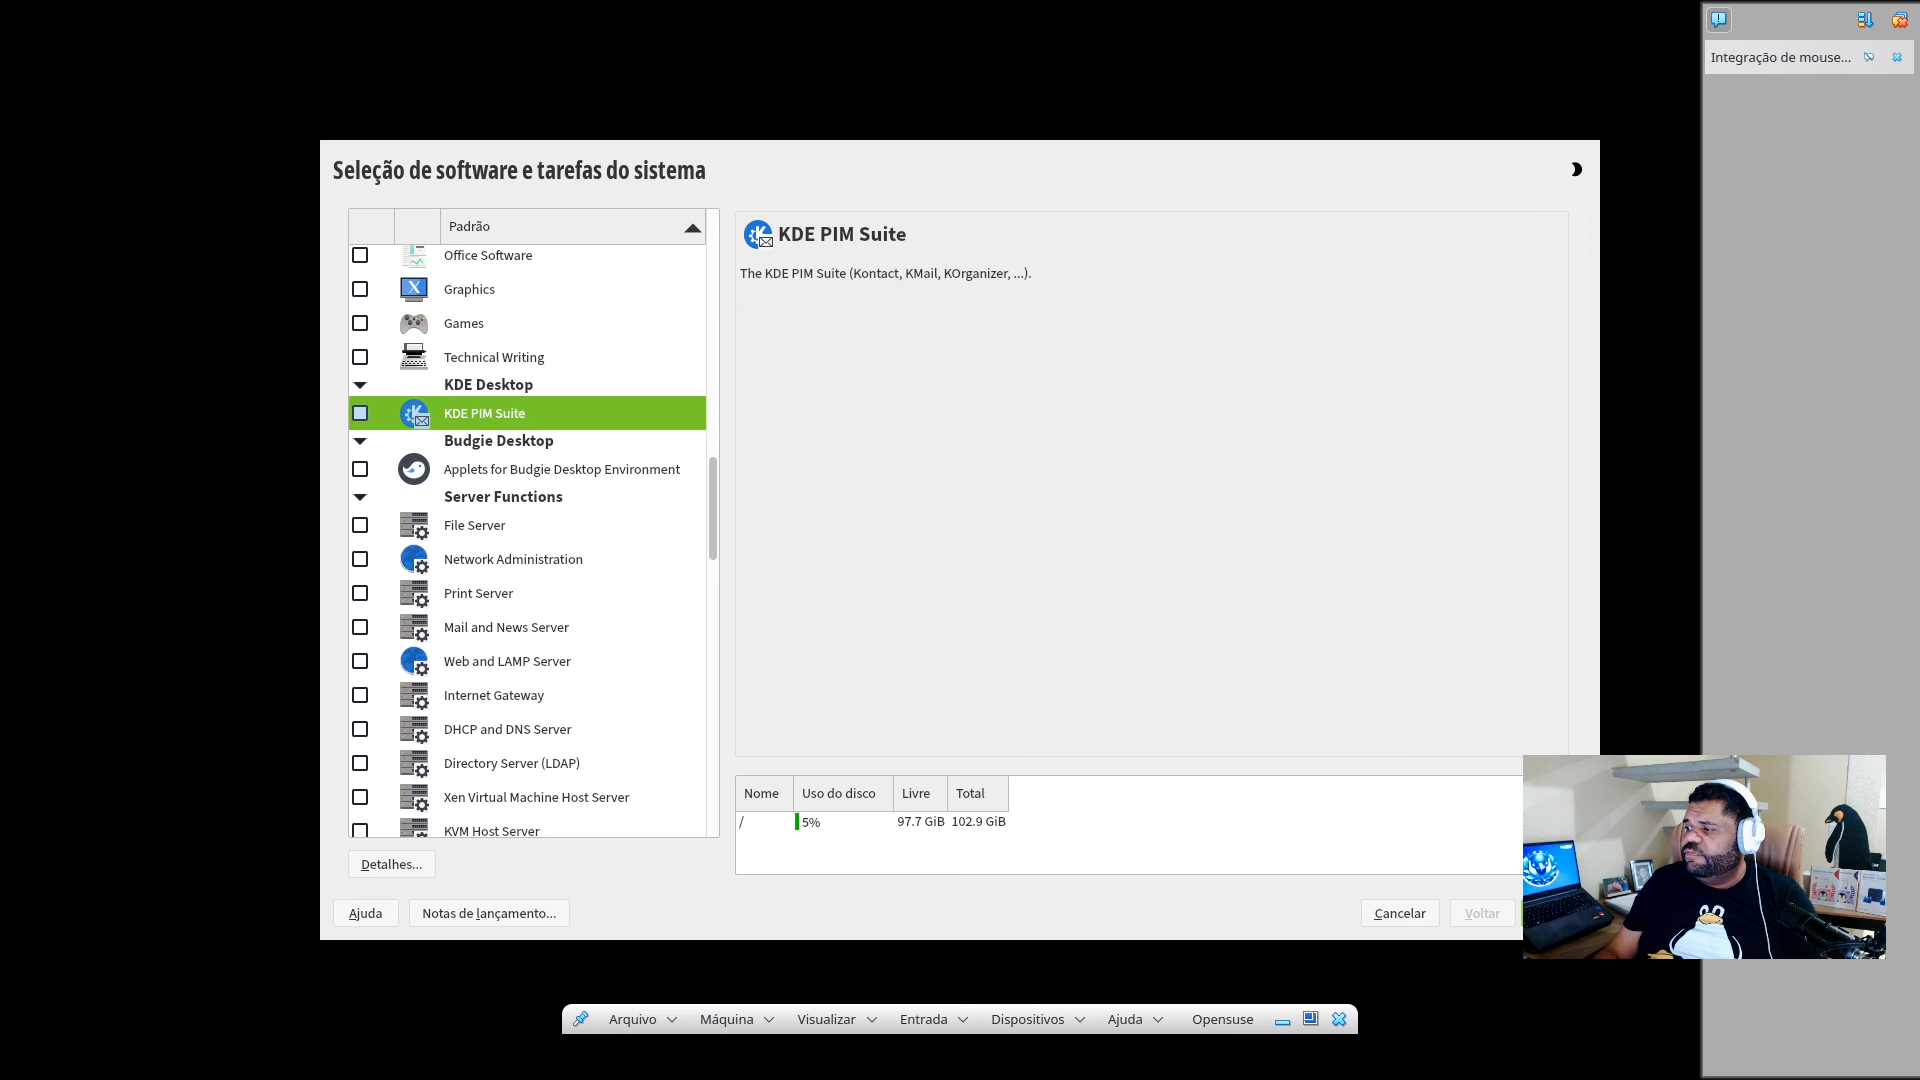 Integração de mouse...
Seleção de software e tarefas do sistema
Padrão
Office Software
Graphics
Games
Technical Writing
KDE Desktop
KDE PIM Suite
Budgie Desktop
Applets for Budgie Desktop Environment
Server Functions
File Server
Network Administration
Print Server
Mail and News Server
Web and LAMP Server
Internet Gateway
DHCP and DNS Server
Directory Server (LDAP)
Xen Virtual Machine Host Server
KVM Host Server
Detalhes...
KDE PIM Suite
The KDE PIM Suite (Kontact, KMail, KOrganizer, ...).
Nome Uso do disco Livre Total
/ 5% 97.7 GiB 102.9 GiB
Ajuda Notas de lançamento... Cancelar Voltar
Arquivo Máquina Visualizar Entrada Dispositivos Ajuda Opensuse